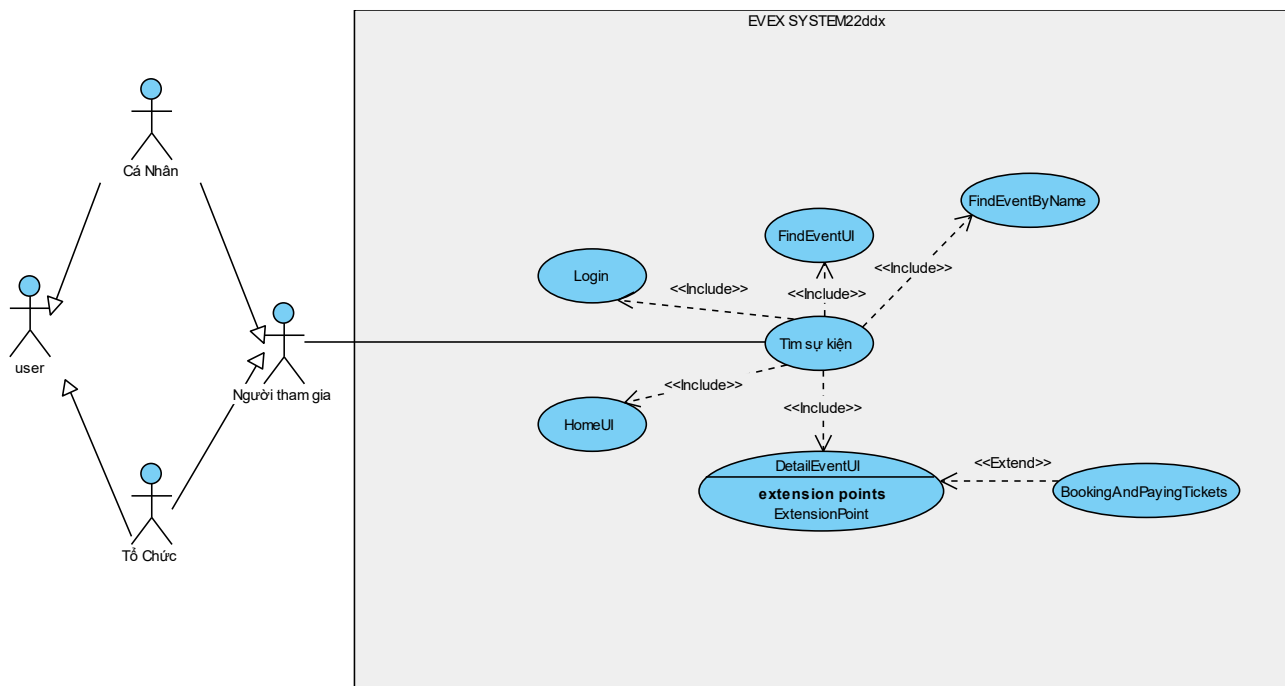 EVEX SYSTEM22ddx
Cá Nhân
user
Người tham gia
Tổ Chức
FindEventByName
FindEventUI
Login
<<Include>>
<<Include>>
<<Include>>
Tìm sự kiện
<<Include>>
<<Include>>
HomeUI
DetailEventUI
extension points
ExtensionPoint
<<Extend>>
BookingAndPayingTickets